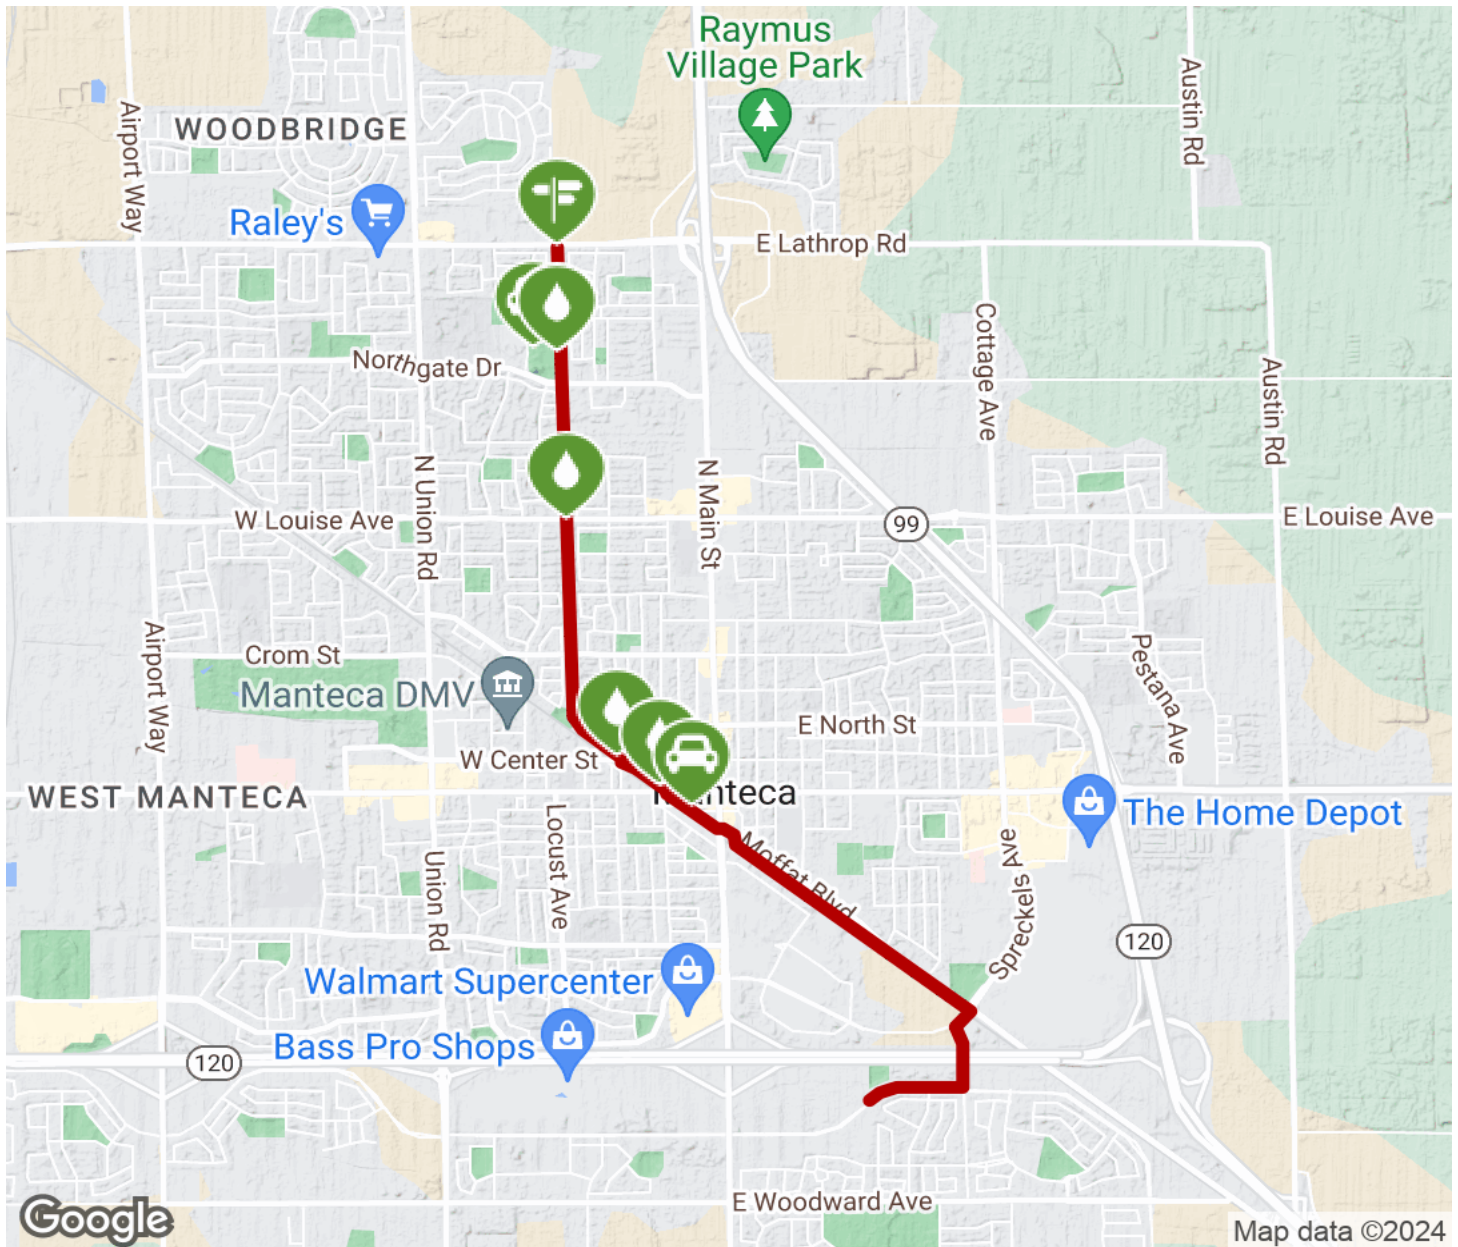 Raymus
Village Park
Airport Way
WOODBRIDGE
Austin Rd
Raley's
E Lathrop Rd
Cottage Ave
Northgate Dr
Austin Rd
N Union Rd
N Main St
W Louise Ave
99
E Louise Ave
Airport Way
Crom St
Pestana Ave
Manteca DMV
E North St
W Center St
WEST MANTECA
Manteca
The Home Depot
Locust Ave
Moffat Blvd
Spreckels Ave
Union Rd
120
Walmart Supercenter
Bass Pro Shops
120
E Woodward Ave
Google
Map data ©2024